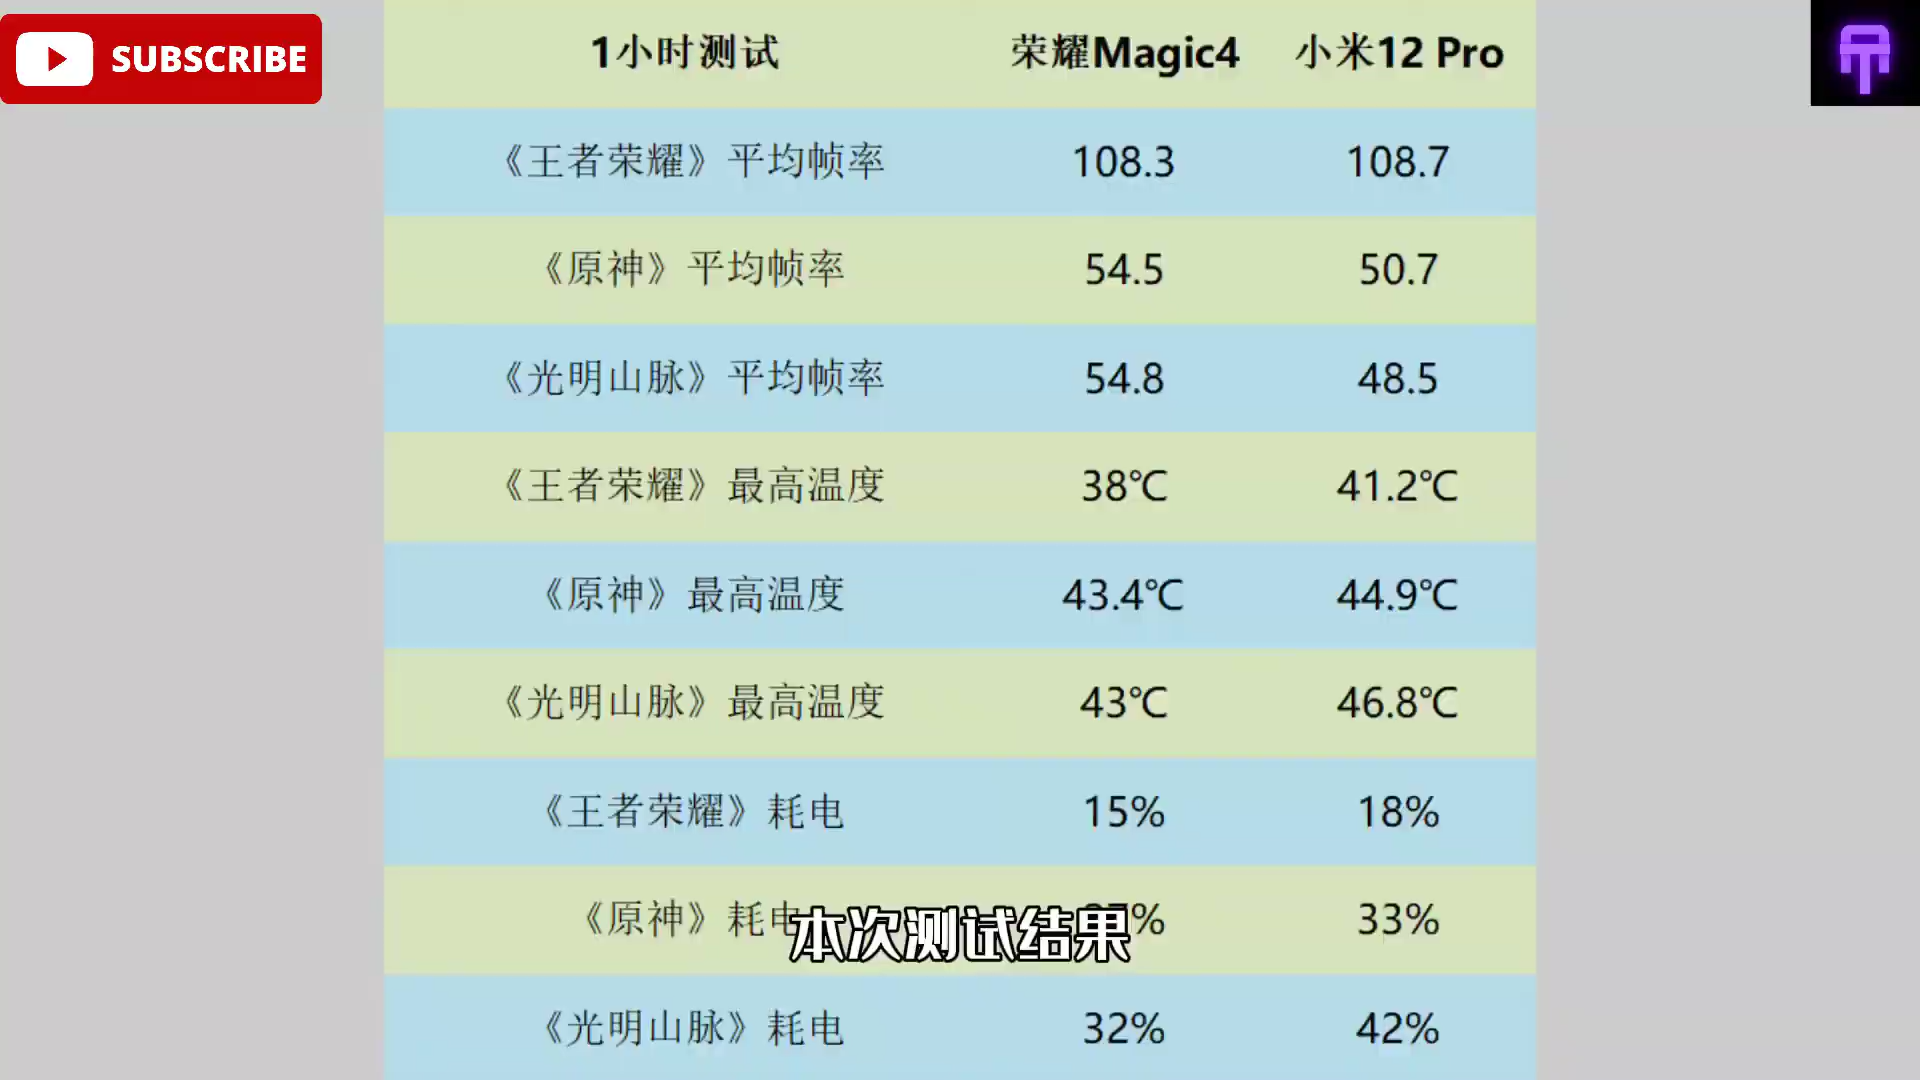 SUBSCRIBE
1小时测试 荣耀Magic4 小米12 Pro
《王者荣耀》平均帧率 108.3 108.7
《原神》平均帧率 54.5 50.7
《光明山脉》平均帧率 54.8 48.5
《王者荣耀》最高温度 38℃ 41.2℃
《原神》最高温度 43.4℃ 44.9℃
《光明山脉》最高温度 43℃ 46.8℃
《王者荣耀》耗电 15% 18%
《原神》耗电 33%
本次测试结果
《光明山脉》耗电 32% 42%